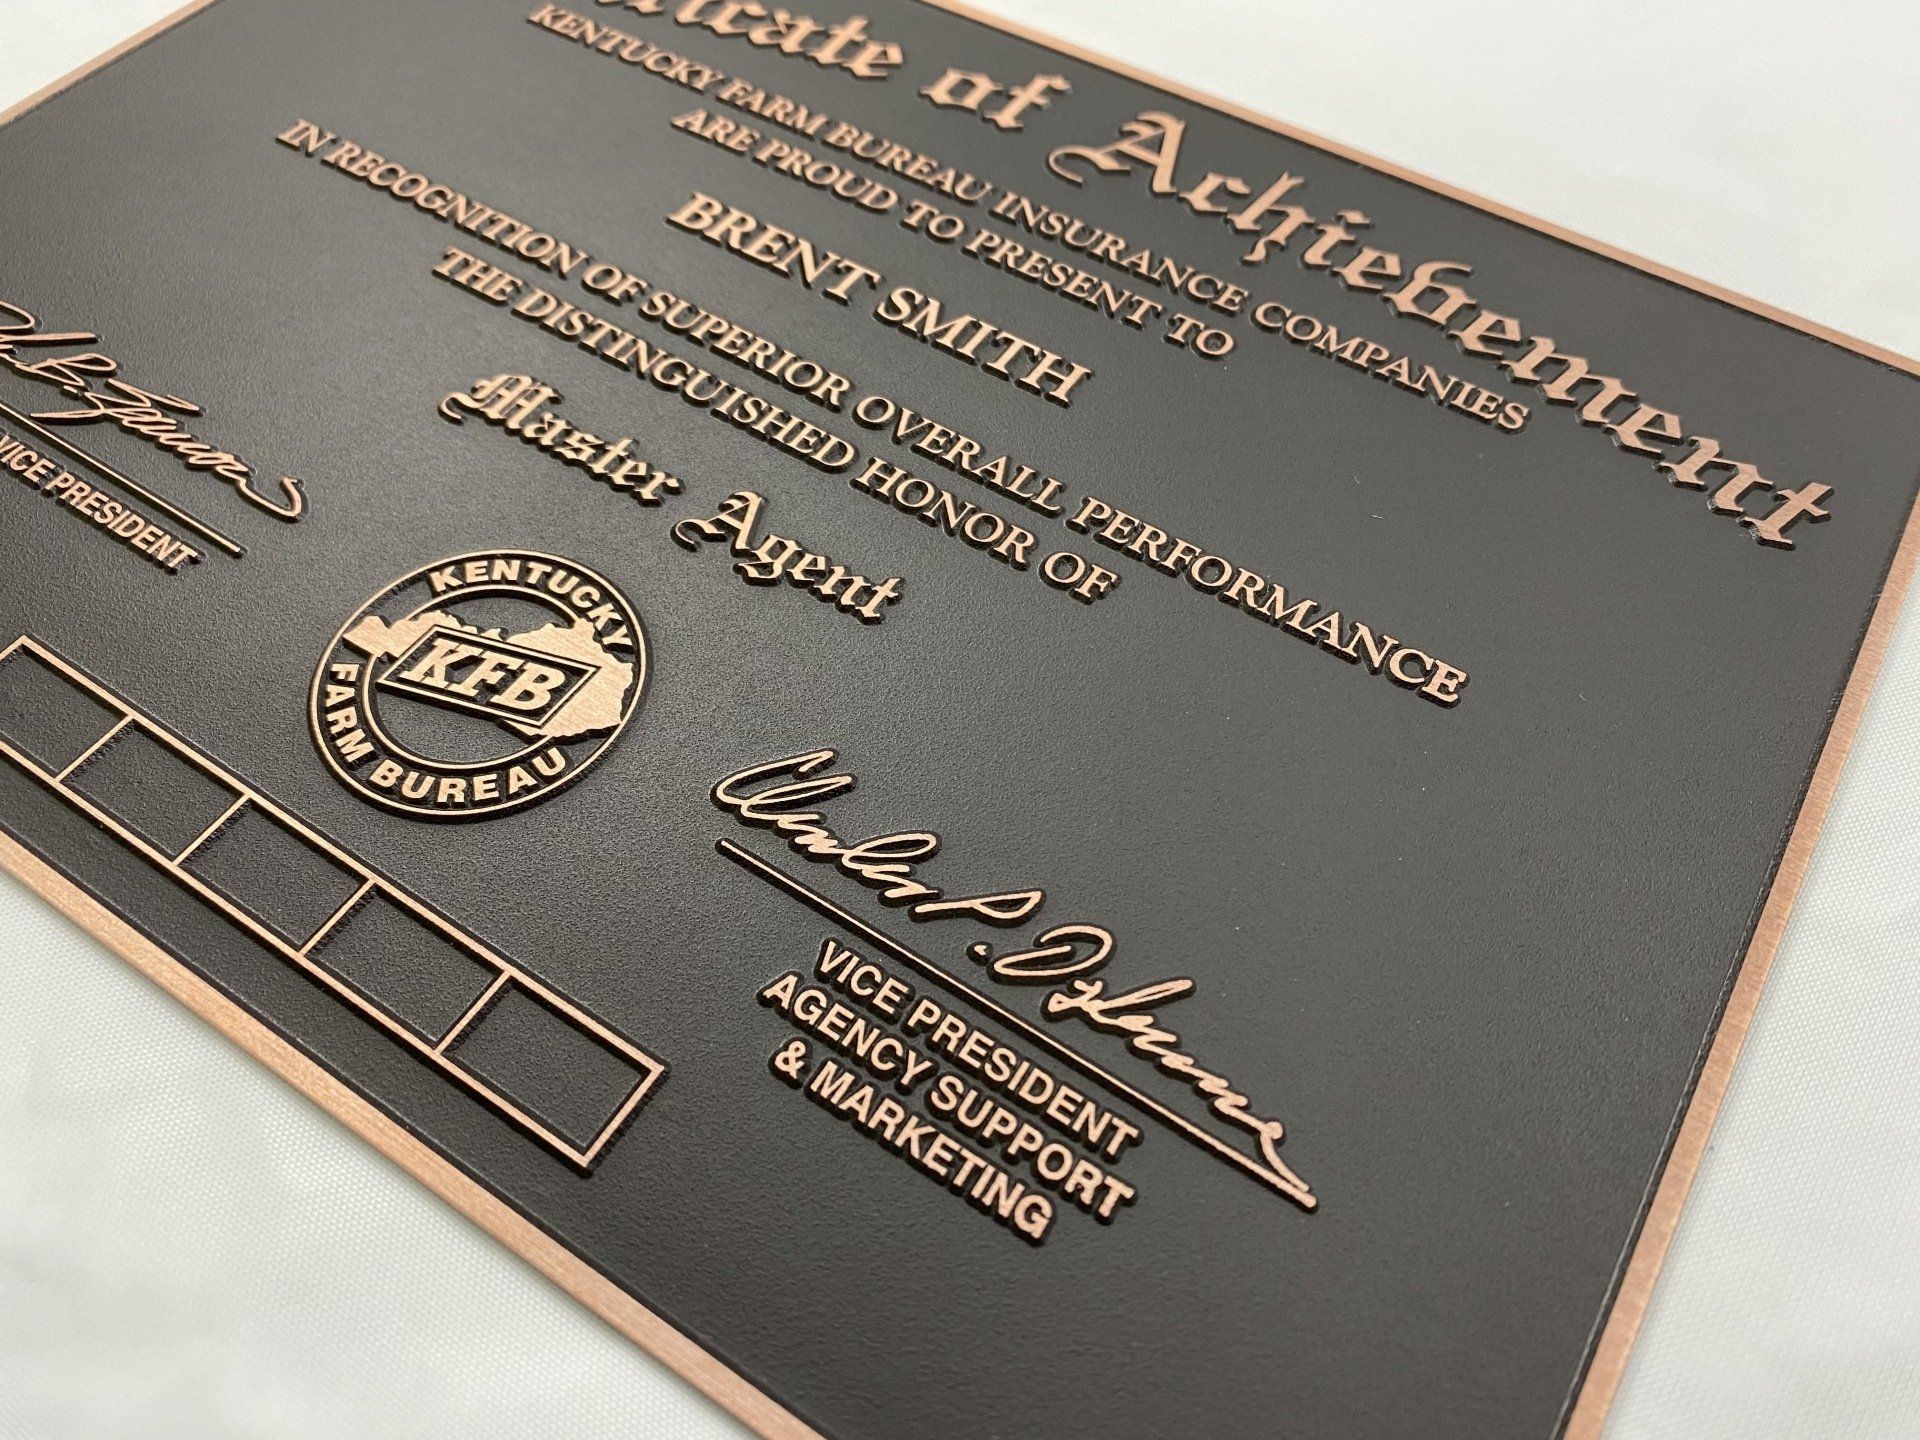 of Achievement
KENTUCKY FARM BUREAU INSURANCE COMPANIES
ARE PROUD TO PRESENT TO
BRENT SMITH
IN RECOGNITION OF SUPERIOR OVERALL PERFORMANCE
THE DISTINGUISHED HONOR OF
Master Agent
VICE PRESIDENT
KENTUCKY
KFB
FARM BUREAU
VICE PRESIDENT
AGENCY SUPPORT
& MARKETING